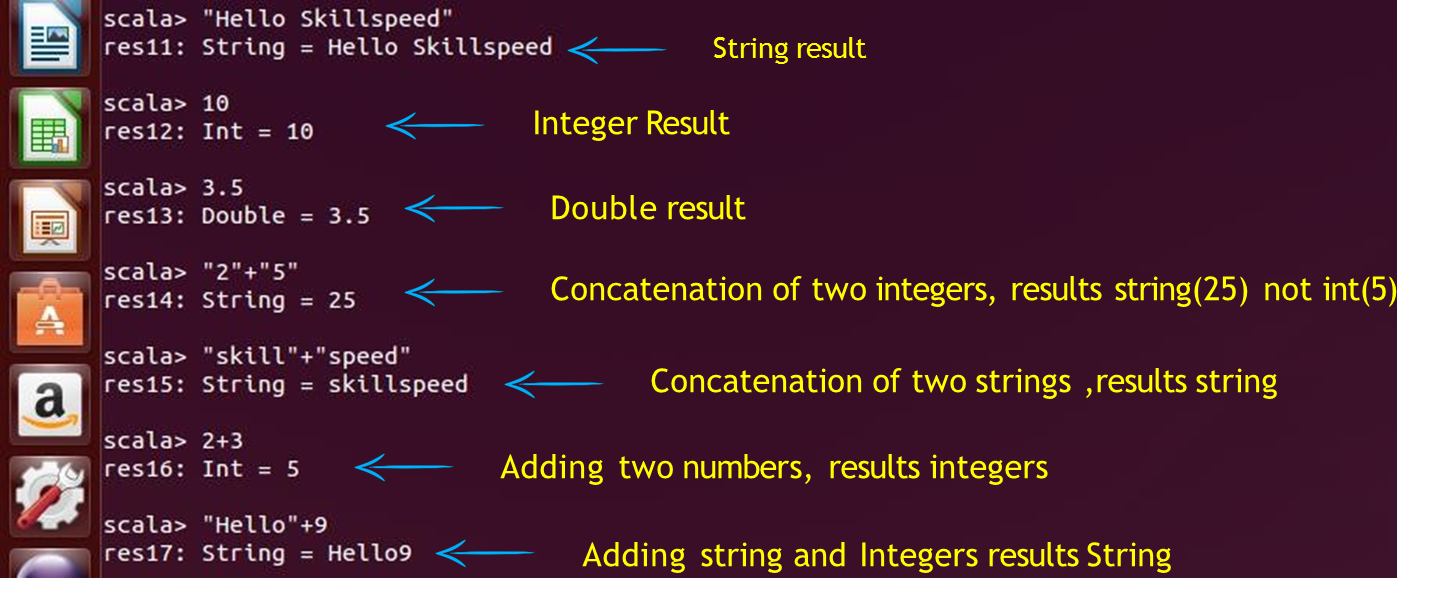 scala> "Hello Skillspeed"
res11: String = Hello Skillspeed String result
scala> 10
res12: Int = 10 Integer Result
scala> 3.5
res13: Double = 3.5 Double result
scala> "2"+"5"
res14: String = 25 Concatenation of two integers, results string(25) not int(5)
scala> "skill"+"speed"
res15: String = skillspeed Concatenation of two strings ,results string
scala> 2+3
res16: Int = 5 Adding two numbers, results integers
scala> "Hello"+9
res17: String = Hello9 Adding string and Integers results String
a